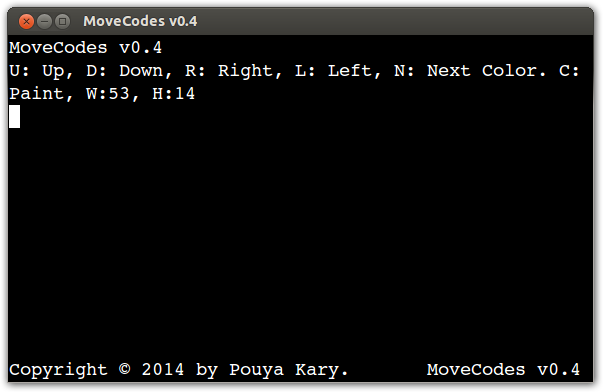 MoveCodes v0.4
MoveCodes v0.4
U: Up, D: Down, R: Right, L: Left, N: Next Color. C:
Paint, W:53, H:14
Copyright © 2014 by Pouya Kary. MoveCodes v0.4